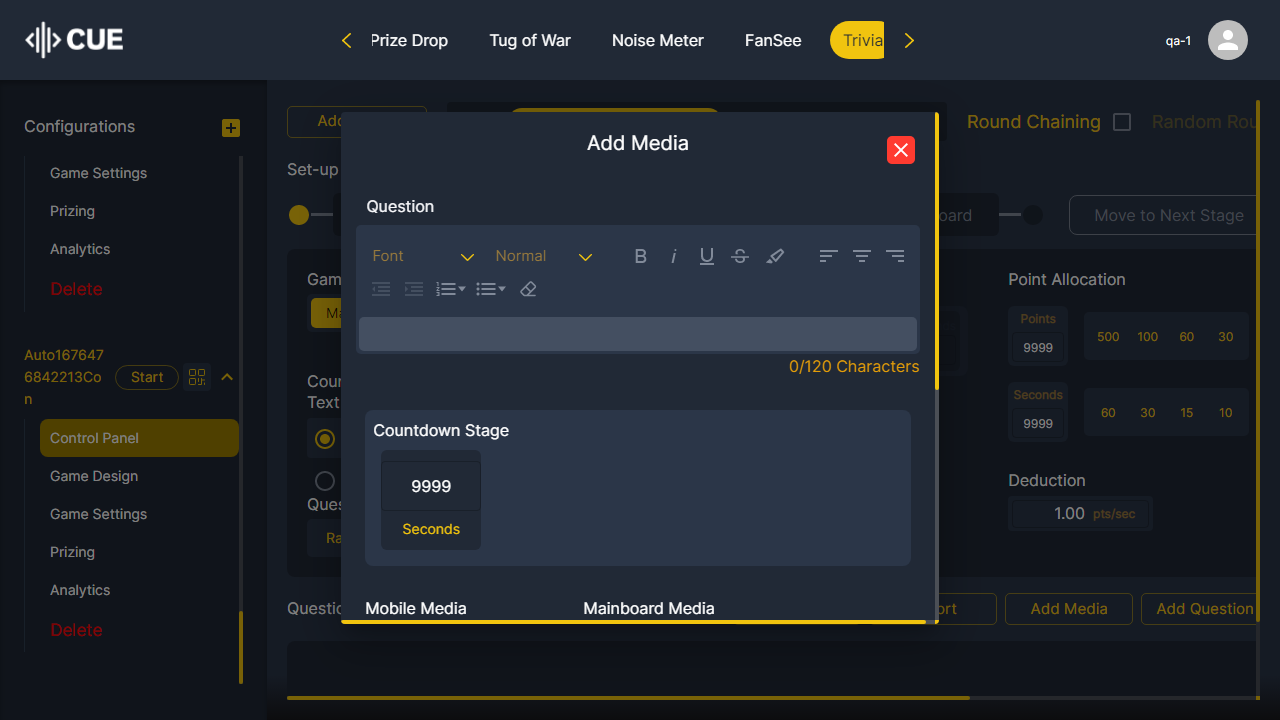 CUE
Prize Drop
Tug of War
Noise Meter
FanSee
Trivia
qa-1
Configurations
Game Settings
Prizing
Analytics
Delete
Auto167647
6842213Co
n
Start
Control Panel
Game Design
Game Settings
Prizing
Analytics
Delete
Add
Round Chaining
Random Rou
Set-up
oard
Move to Next Stage
Gam
Ma
Coun
Text
Ques
Ra
Point Allocation
Points
9999
500
100
60
30
Seconds
9999
60
30
15
10
Deduction
1.00 pts/sec
Questio
ort
Add Media
Add Question
Add Media
Question
Font
Normal
B
i
U
S
0/120 Characters
Countdown Stage
9999
Seconds
Mobile Media
Mainboard Media